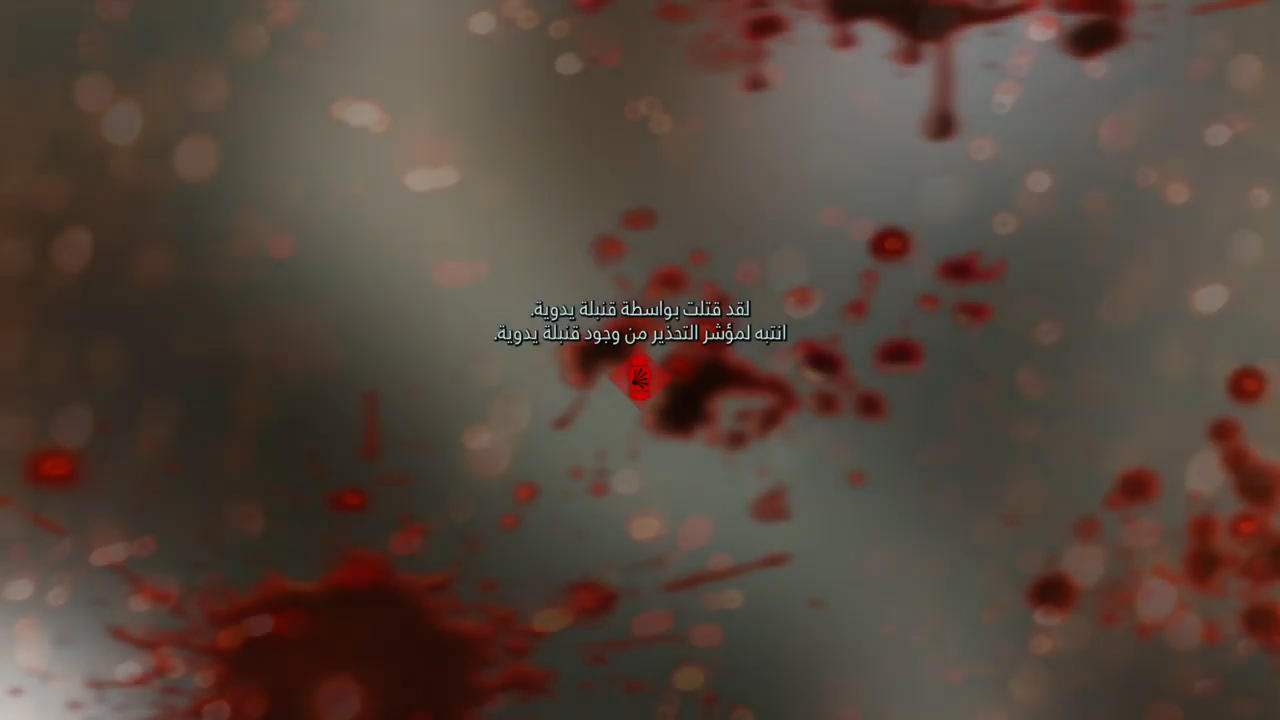 لقد قتلت بواسطة قنبلة يدوية.
انتبه لمؤشر التحذير من وجود قنبلة يدوية.